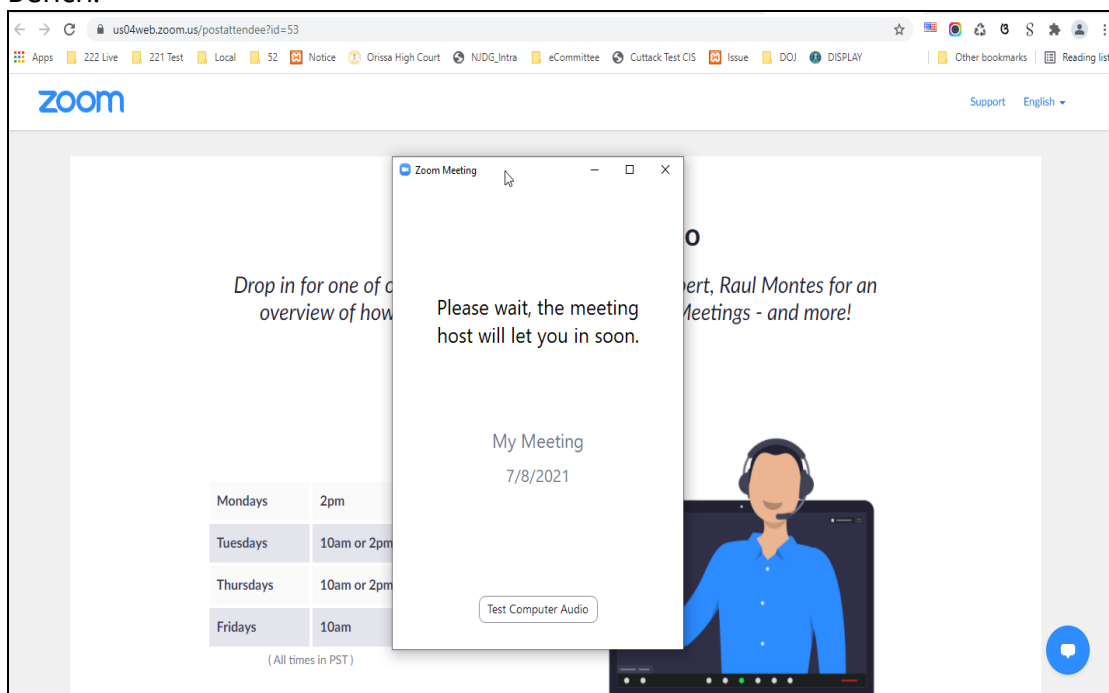 us04web.zoom.us/postattendee?id=53
Apps 222 Live 221 Test Local 52 Notice Orissa High Court NJDG_Intra eCommittee Cuttack Test CIS Issue DOJ DISPLAY Other bookmarks Reading list
zoom Support English
Zoom Meeting
o
Drop in for one of o
pert, Raul Montes for an
overview of how
Meetings - and more!
Please wait, the meeting
host will let you in soon.
My Meeting
7/8/2021
Mondays 2pm
Tuesdays 10am or 2pm
Thursdays 10am or 2pm
Fridays 10am
( All times in PST )
Test Computer Audio